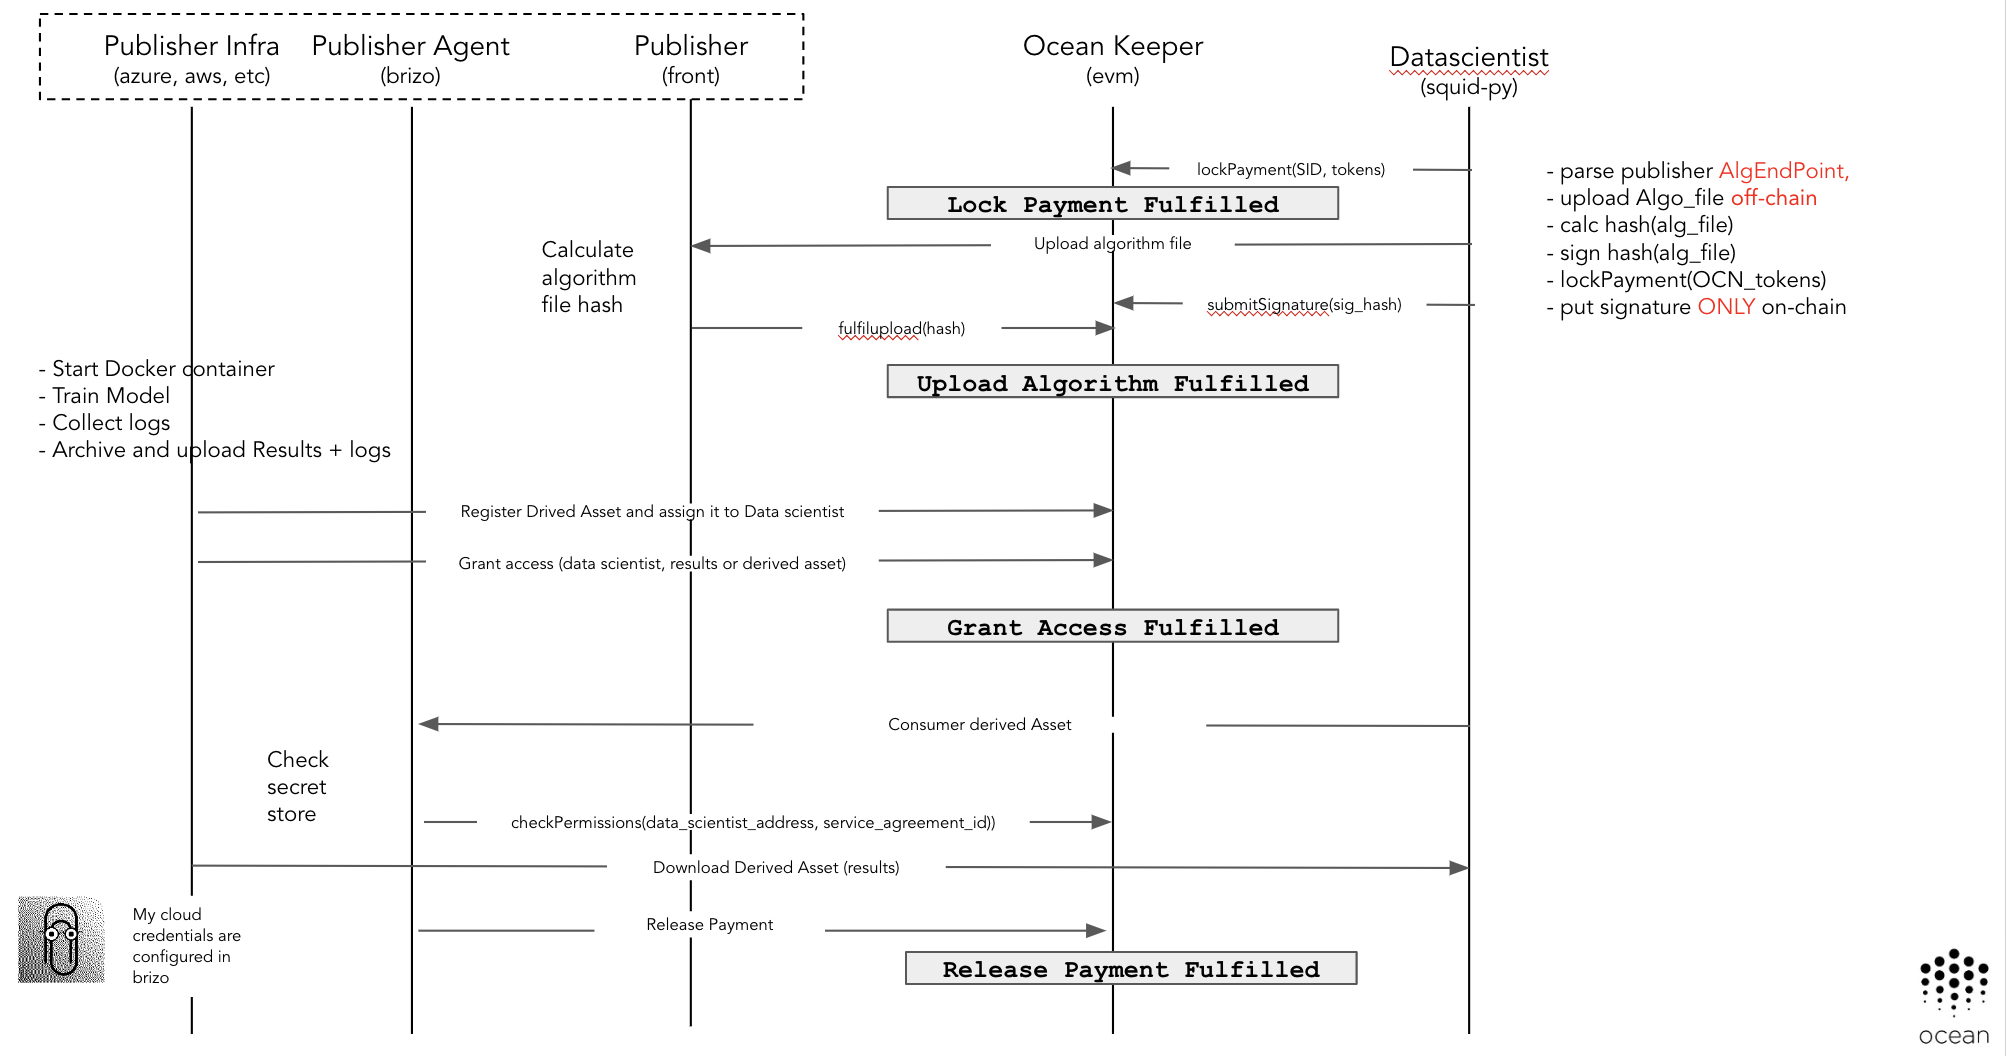 Publisher Infra
(azure, aws, etc)
Publisher Agent
(brizo)
Publisher
(front)
Ocean Keeper
(evm)
Datascientist
(squid-py)
lockPayment(SID, tokens)
- parse publisher AlgEndPoint,
- upload Algo_file off-chain
- calc hash(alg_file)
- sign hash(alg_file)
- lockPayment(OCN_tokens)
- put signature ONLY on-chain
Lock Payment Fulfilled
Upload algorithm file
Calculate
algorithm
file hash
submitSignature(sig_hash)
fulfilupload(hash)
Upload Algorithm Fulfilled
- Start Docker container
- Train Model
- Collect logs
- Archive and upload Results + logs
Register Drived Asset and assign it to Data scientist
Grant access (data scientist, results or derived asset)
Grant Access Fulfilled
Consumer derived Asset
Check
secret
store
checkPermissions(data_scientist_address, service_agreement_id))
Download Derived Asset (results)
My cloud
credentials are
configured in
brizo
Release Payment
Release Payment Fulfilled
ocean